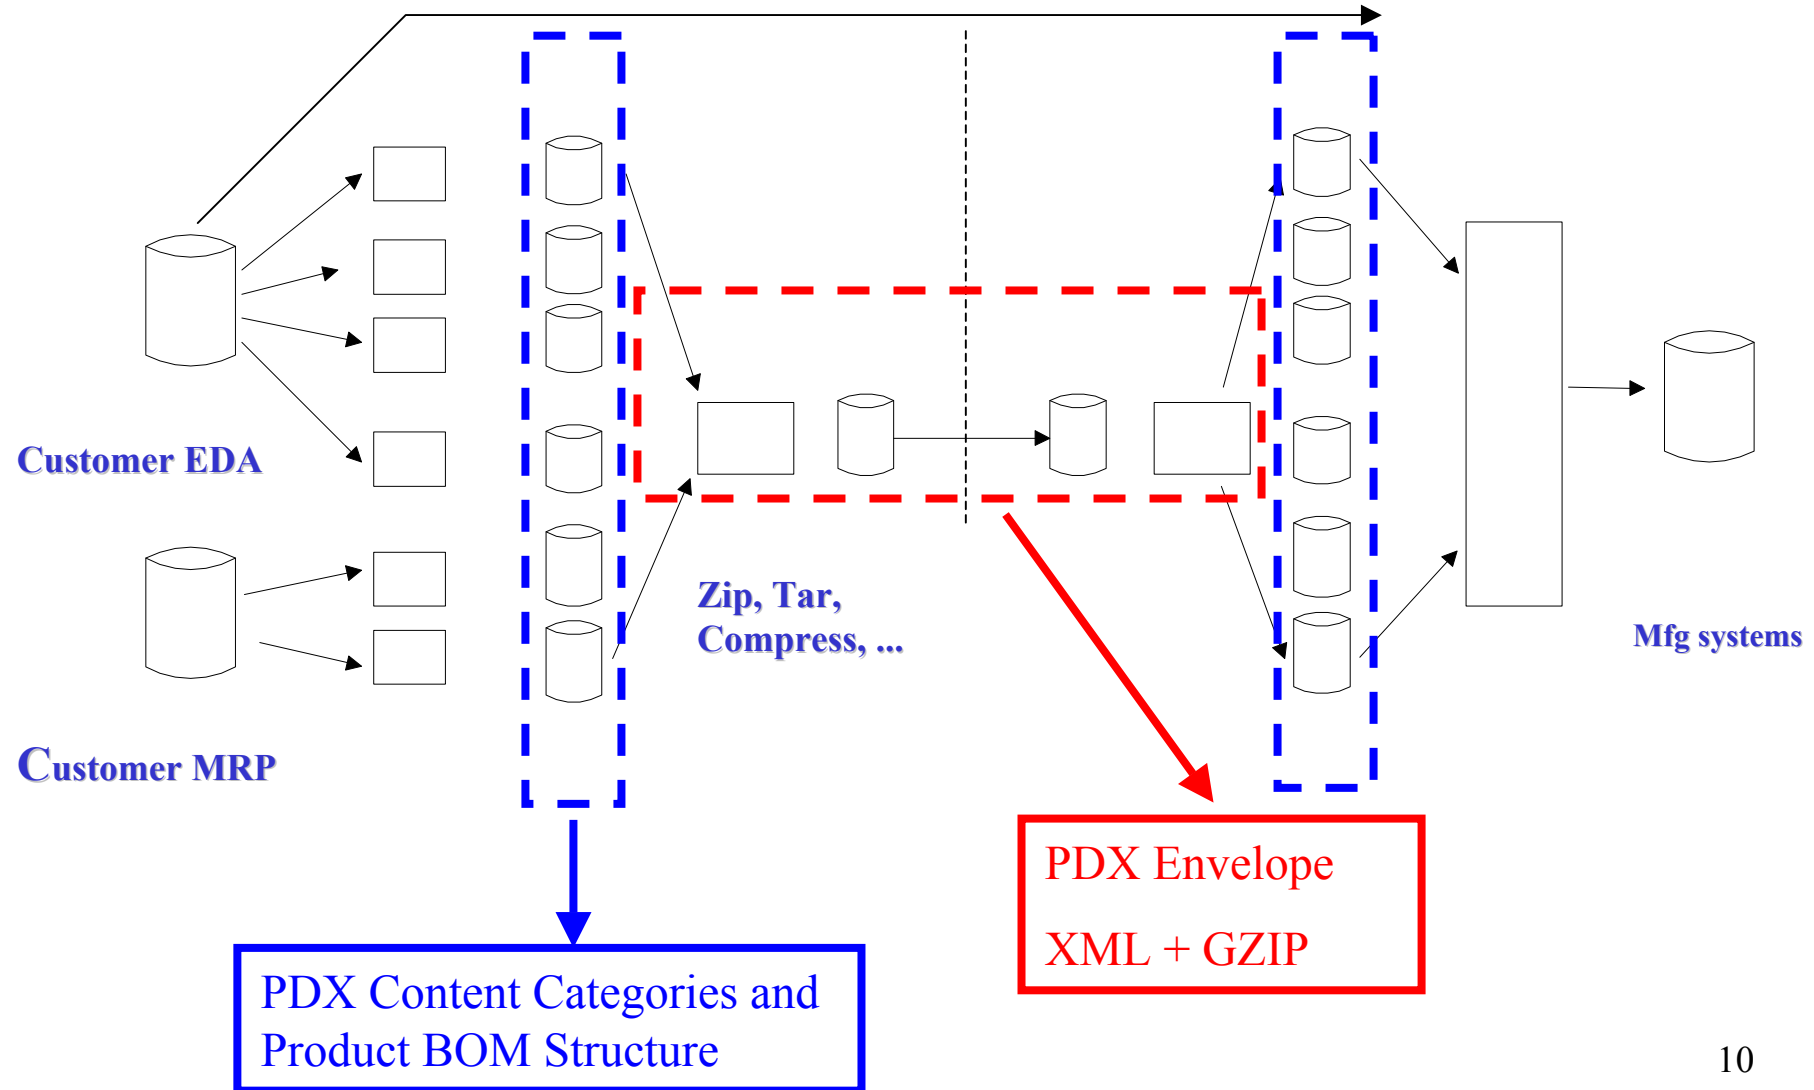 Customer EDA
Zip, Tar,
Compress, ...
Mfg systems
Customer MRP
PDX Envelope
XML + GZIP
PDX Content Categories and
Product BOM Structure
10